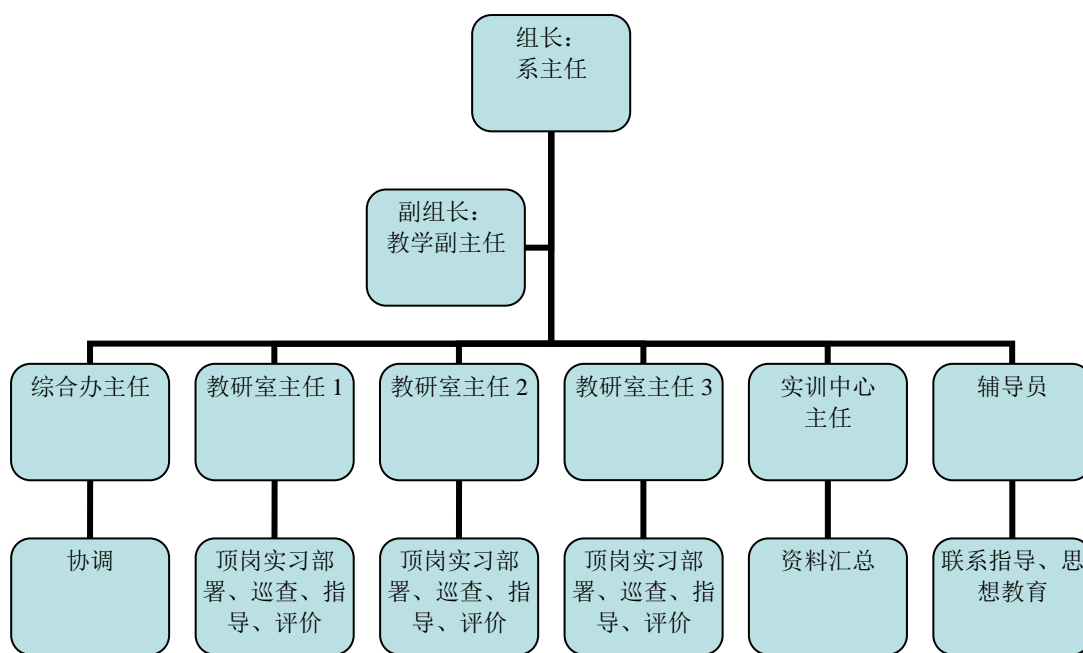 组长：
系主任
副组长：
教学副主任
综合办主任
教研室主任 1
教研室主任 2
教研室主任 3
实训中心
主任
辅导员
协调
顶岗实习部
署、巡查、指
导、评价
顶岗实习部
署、巡查、指
导、评价
顶岗实习部
署、巡查、指
导、评价
资料汇总
联系指导、思
想教育